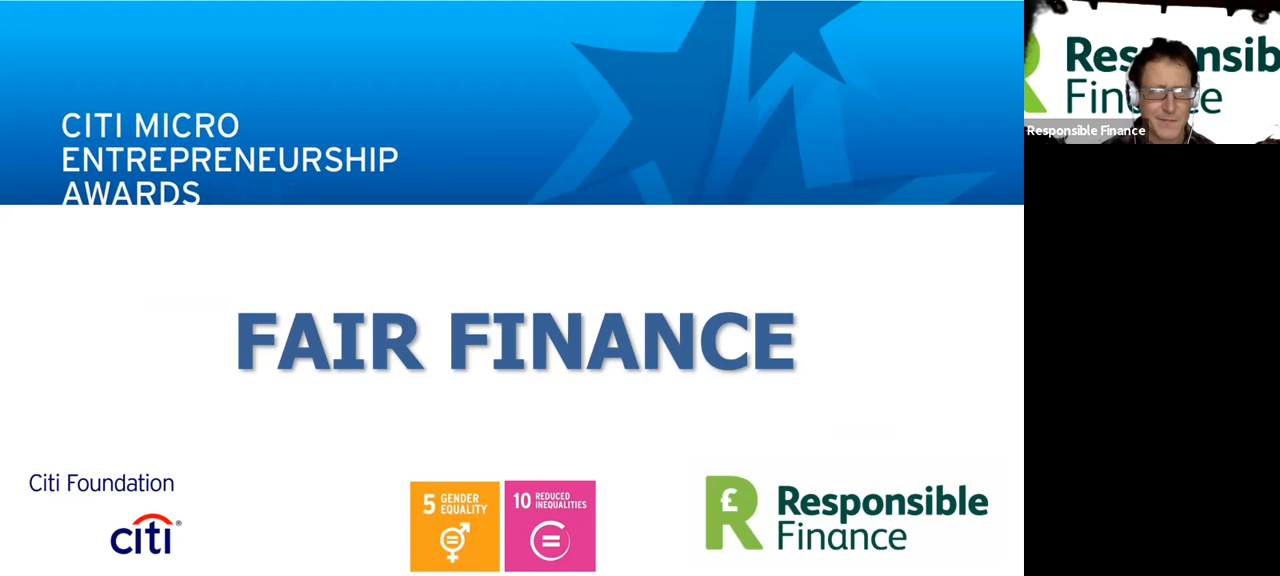 CITI MICRO
ENTREPRENEURSHIP
AWARDS
FAIR FINANCE
Citi Foundation
citi®
5 GENDER
EQUALITY
10 REDUCED
INEQUALITIES
£
R
Responsible
Finance
R
Responsible Finance